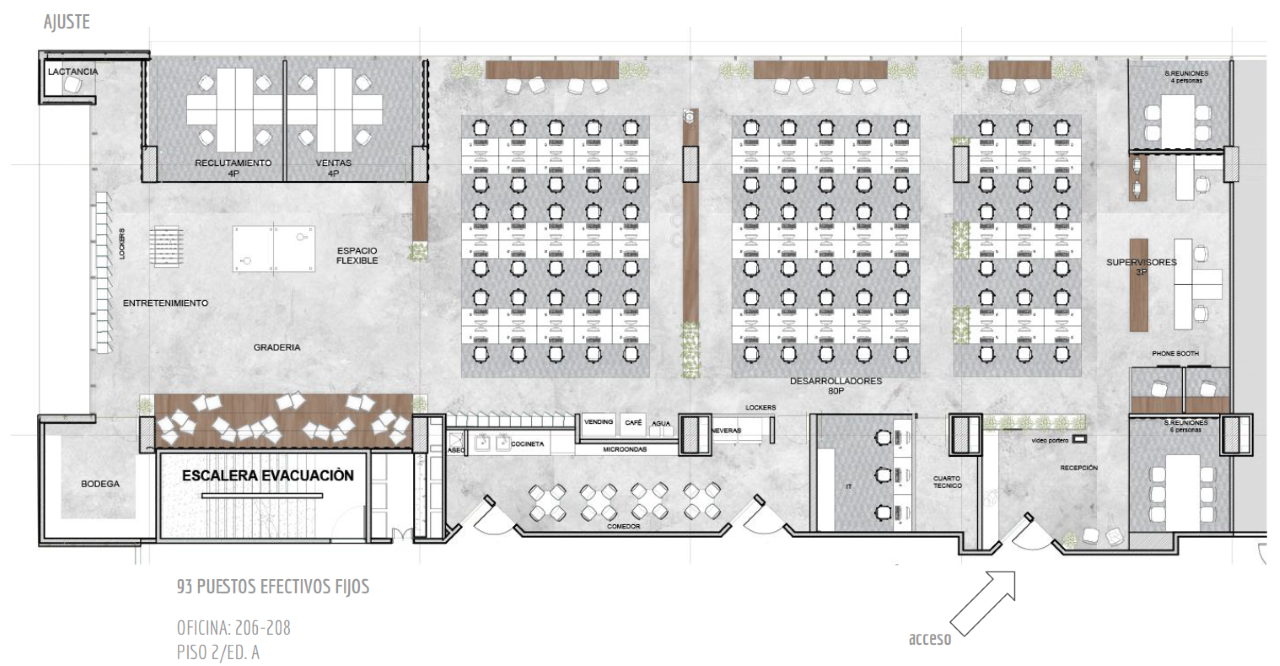 AJUSTE
LACTANCIA
S.REUNIONES
4 personas
RECLUTAMIENTO
4P
VENTAS
4P
LOCKERS
ESPACIO
FLEXIBLE
SUPERVISORES
3P
ENTRETENIMIENTO
GRADERIA
PHONE BOOTH
DESARROLLADORES
80P
LOCKERS
VENDING
CAFÉ
AGUA
NEVERAS
S.REUNIONES
6 personas
ASEO
COCINETA
MICROONDAS
video portero
RECEPCIÓN
ESCALERA EVACUACIÒN
BODEGA
IT
CUARTO
TECNICO
COMEDOR
93 PUESTOS EFECTIVOS FIJOS
OFICINA: 206-208
PISO 2/ED. A
acceso